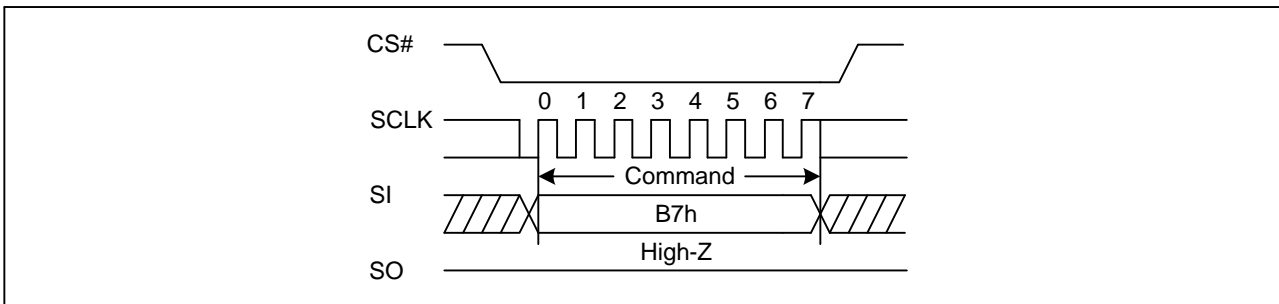 CS#
0 1 2 3 4 5 6 7
SCLK
Command
SI
B7h
High-Z
SO